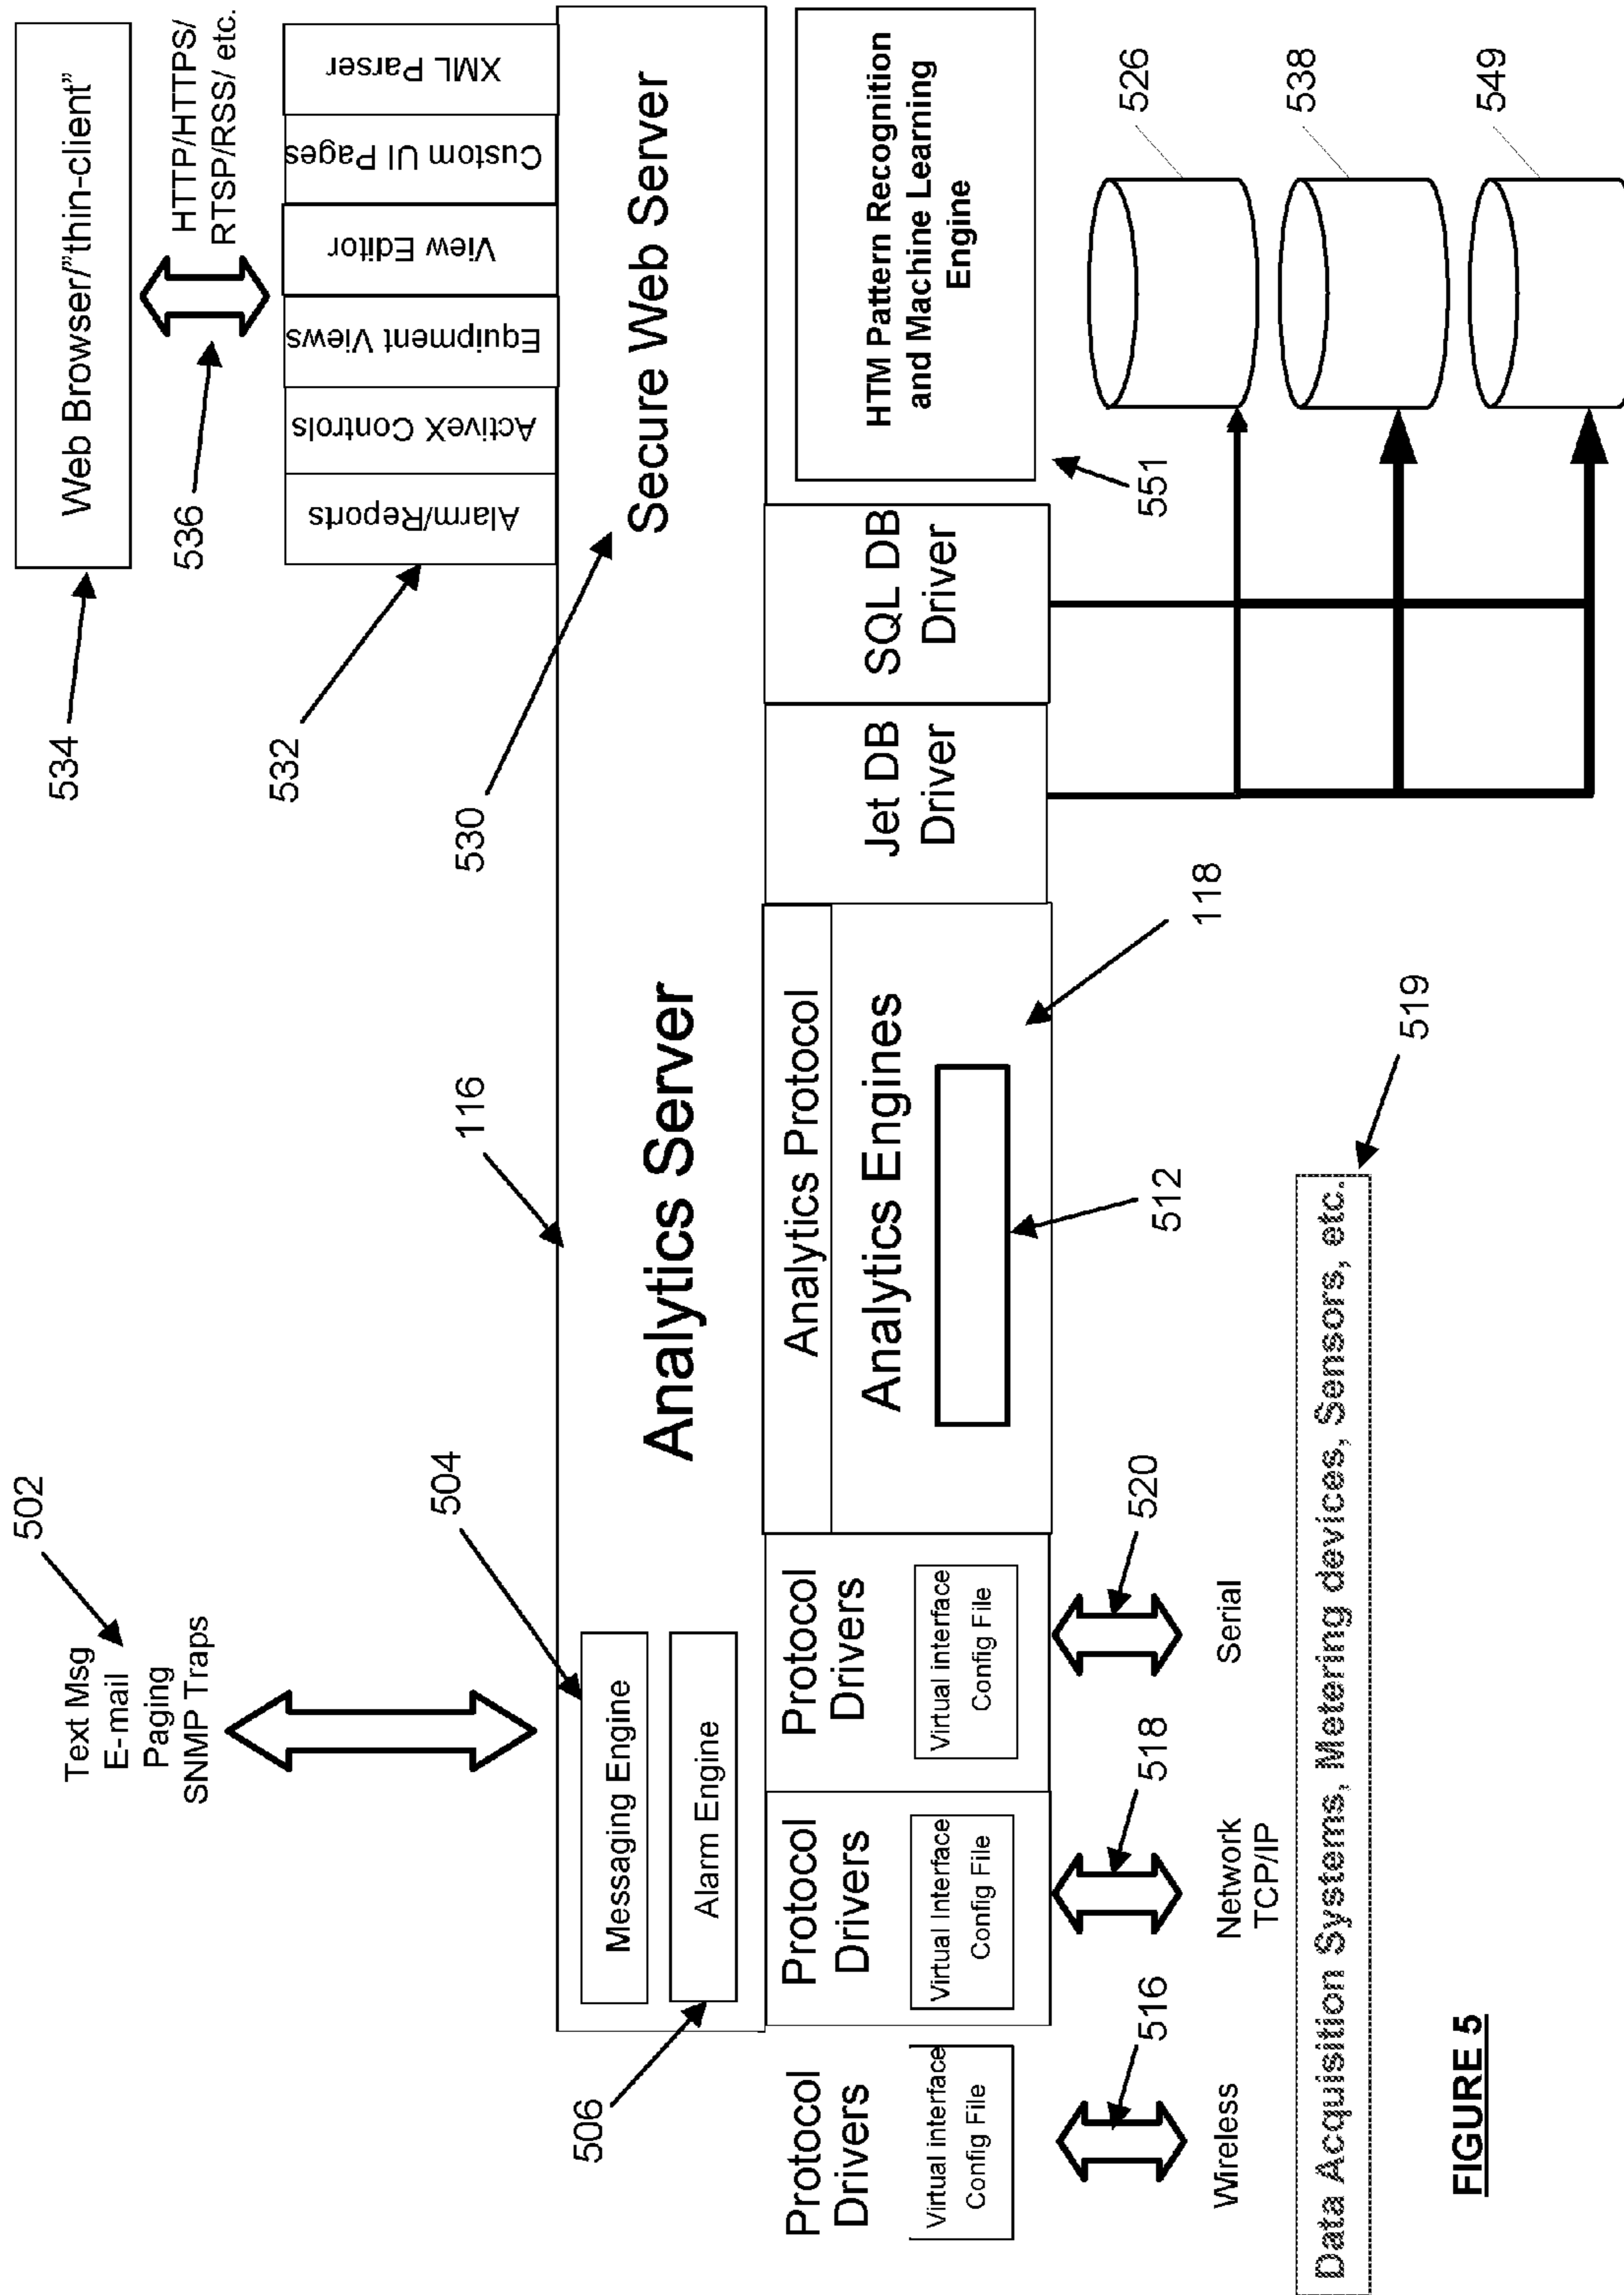 502
Text Msg
E-mail
Paging
SNMP Traps
504
Messaging Engine
Alarm Engine
506
116
Analytics Server
534
Web Browser/"thin-client"
536
HTTP/HTTPS/
RTSP/RSS/ etc.
532
Alarm/Reports
ActiveX Controls
Equipment Views
View Editor
Custom UI Pages
XML Parser
530
Secure Web Server
Protocol
Drivers
Virtual interface
Config File
516
Wireless
Protocol
Drivers
Virtual Interface
Config File
518
Network
TCP/IP
Protocol
Drivers
Virtual interface
Config File
520
Serial
Analytics Protocol
Analytics Engines
512
118
Jet DB
Driver
SQL DB
Driver
HTM Pattern Recognition
and Machine Learning
Engine
551
526
538
549
519
Data Acquisition Systems, Metering devices, Sensors, etc.
FIGURE 5